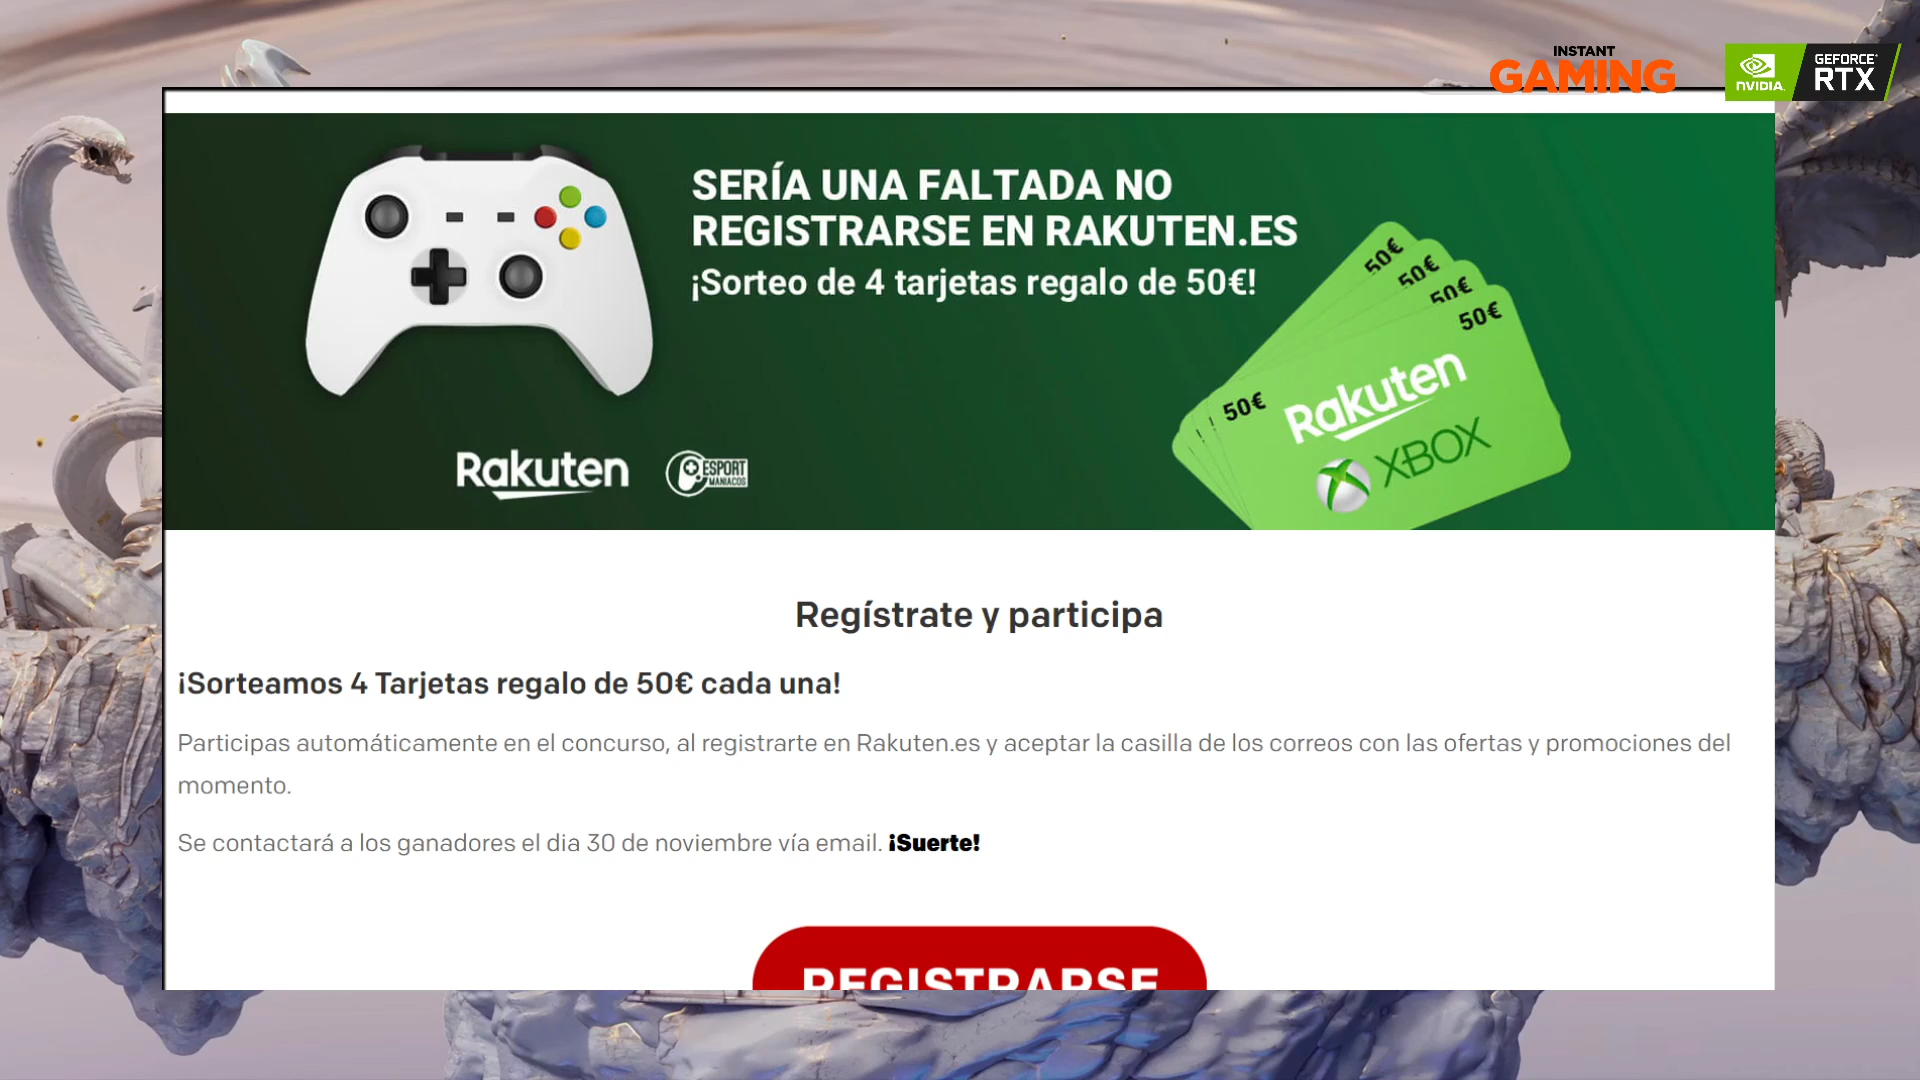 INSTANT
GAMING
NVIDIA.
GEFORCE
RTX
SERÍA UNA FALTADA NO
REGISTRARSE EN RAKUTEN.ES
¡Sorteo de 4 tarjetas regalo de 50€!
50€
50€
50€
50€
50€
Rakuten
XBOX
Rakuten
ESPORT
MANIACOS
Regístrate y participa
¡Sorteamos 4 Tarjetas regalo de 50€ cada una!
Participas automáticamente en el concurso, al registrarte en Rakuten.es y aceptar la casilla de los correos con las ofertas y promociones del
momento.
Se contactará a los ganadores el dia 30 de noviembre vía email. ¡Suerte!
REGISTRARSE